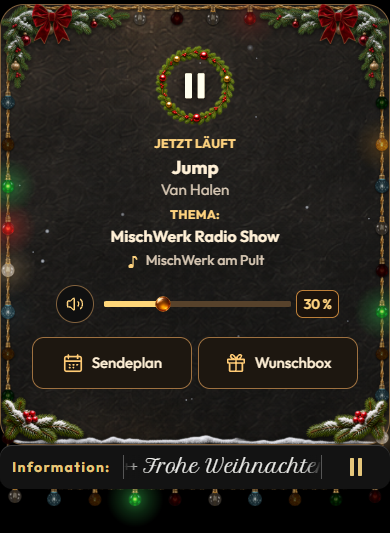 JETZT LÄUFT
Jump
Van Halen
THEMA:
MischWerk Radio Show
MischWerk am Pult
30 %
Sendeplan
Wunschbox
Information: Frohe Weihnachte